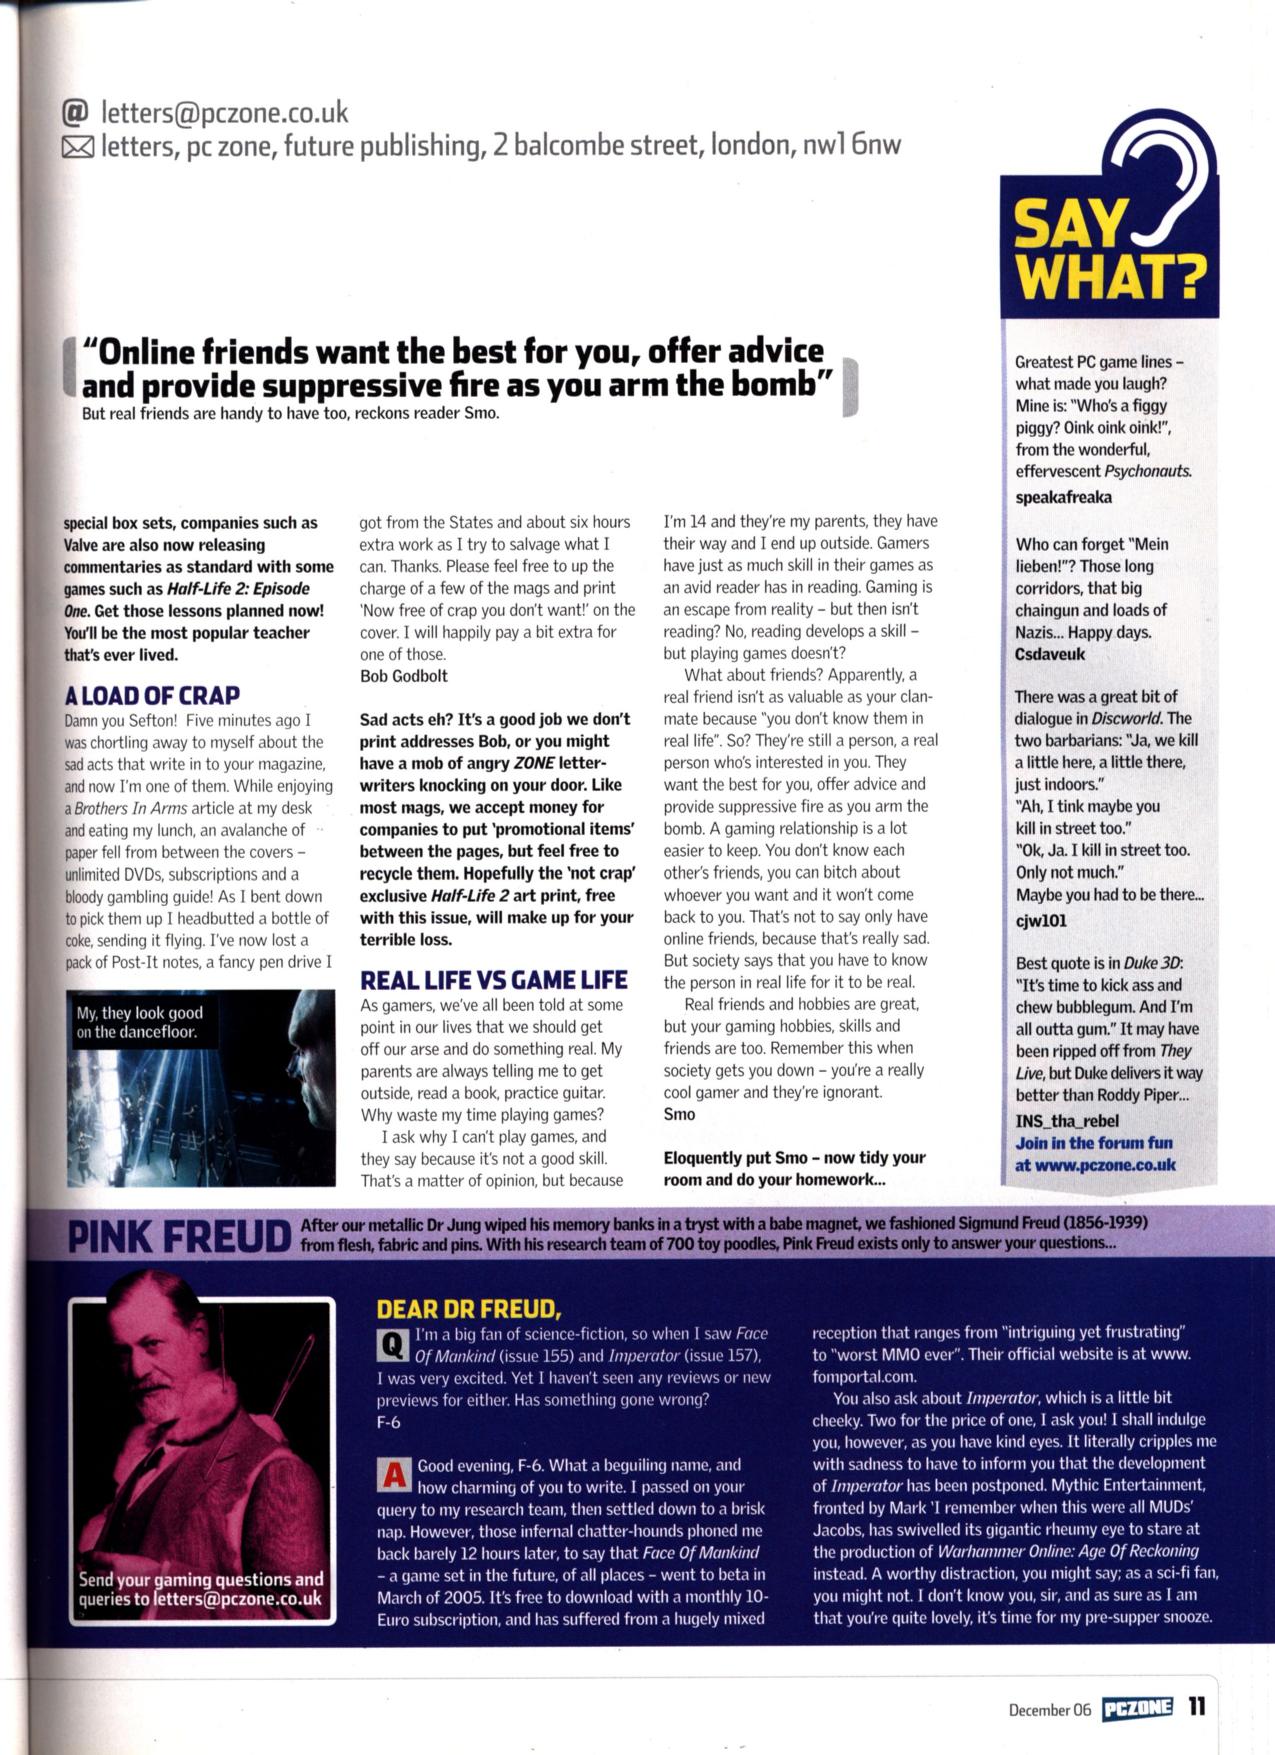 @ letters@pczone.co.uk
letters, pc zone, future publishing, 2 balcombe street, london, nw1 6nw
“Online friends want the best for you, offer advice
and provide suppressive fire as you arm the bomb”
But real friends are handy to have too, reckons reader Smo.
special box sets, companies such as
Valve are also now releasing
commentaries as standard with some
games such as Half-Life 2: Episode
One. Get those lessons planned now!
You’ll be the most popular teacher
that’s ever lived.
A LOAD OF CRAP
Damn you Sefton! Five minutes ago I
was chortling away to myself about the
sad acts that write in to your magazine,
and now I’m one of them. While enjoying
a Brothers In Arms article at my desk
and eating my lunch, an avalanche of
paper fell from between the covers –
unlimited DVDs, subscriptions and a
bloody gambling guide! As I bent down
to pick them up I headbutted a bottle of
coke, sending it flying. I’ve now lost a
pack of Post-It notes, a fancy pen drive I
My, they look good
on the dancefloor.
got from the States and about six hours
extra work as I try to salvage what I
can. Thanks. Please feel free to up the
charge of a few of the mags and print
‘Now free of crap you don’t want!’ on the
cover. I will happily pay a bit extra for
one of those.
Bob Godbolt
Sad acts eh? It’s a good job we don’t
print addresses Bob, or you might
have a mob of angry ZONE letter-
writers knocking on your door. Like
most mags, we accept money for
companies to put ‘promotional items’
between the pages, but feel free to
recycle them. Hopefully the ‘not crap’
exclusive Half-Life 2 art print, free
with this issue, will make up for your
terrible loss.
REAL LIFE VS GAME LIFE
As gamers, we’ve all been told at some
point in our lives that we should get
off our arse and do something real. My
parents are always telling me to get
outside, read a book, practice guitar.
Why waste my time playing games?
I ask why I can’t play games, and
they say because it’s not a good skill.
That’s a matter of opinion, but because
I’m 14 and they’re my parents, they have
their way and I end up outside. Gamers
have just as much skill in their games as
an avid reader has in reading. Gaming is
an escape from reality – but then isn’t
reading? No, reading develops a skill –
but playing games doesn’t?
What about friends? Apparently, a
real friend isn’t as valuable as your clan-
mate because “you don’t know them in
real life”. So? They’re still a person, a real
person who’s interested in you. They
want the best for you, offer advice and
provide suppressive fire as you arm the
bomb. A gaming relationship is a lot
easier to keep. You don’t know each
other’s friends, you can bitch about
whoever you want and it won’t come
back to you. That’s not to say only have
online friends, because that’s really sad.
But society says that you have to know
the person in real life for it to be real.
Real friends and hobbies are great,
but your gaming hobbies, skills and
friends are too. Remember this when
society gets you down – you’re a really
cool gamer and they’re ignorant.
Smo
Eloquently put Smo – now tidy your
room and do your homework...
SAY
WHAT?
Greatest PC game lines –
what made you laugh?
Mine is: “Who’s a figgy
piggy? Oink oink oink!”,
from the wonderful,
effervescent Psychonauts.
speakafreaka
Who can forget “Mein
lieben!”? Those long
corridors, that big
chaingun and loads of
Nazis... Happy days.
Csdaveuk
There was a great bit of
dialogue in Discworld. The
two barbarians: “Ja, we kill
a little here, a little there,
just indoors.”
“Ah, I tink maybe you
kill in street too.”
“Ok, Ja. I kill in street too.
Only not much.”
Maybe you had to be there...
cjw101
Best quote is in Duke 3D:
“It’s time to kick ass and
chew bubblegum. And I’m
all outta gum.” It may have
been ripped off from They
Live, but Duke delivers it way
better than Roddy Piper...
INS_tha_rebel
Join in the forum fun
at www.pczone.co.uk
PINK FREUD
After our metallic Dr Jung wiped his memory banks in a tryst with a babe magnet, we fashioned Sigmund Freud (1856-1939)
from flesh, fabric and pins. With his research team of 700 toy poodles, Pink Freud exists only to answer your questions...
Send your gaming questions and
queries to letters@pczone.co.uk
DEAR DR FREUD,
Q I’m a big fan of science-fiction, so when I saw Face
Of Mankind (issue 155) and Imperator (issue 157),
I was very excited. Yet I haven’t seen any reviews or new
previews for either. Has something gone wrong?
F-6
A Good evening, F-6. What a beguiling name, and
how charming of you to write. I passed on your
query to my research team, then settled down to a brisk
nap. However, those infernal chatter-hounds phoned me
back barely 12 hours later, to say that Face Of Mankind
– a game set in the future, of all places – went to beta in
March of 2005. It’s free to download with a monthly 10-
Euro subscription, and has suffered from a hugely mixed
reception that ranges from “intriguing yet frustrating”
to “worst MMO ever”. Their official website is at www.
fomportal.com.
You also ask about Imperator, which is a little bit
cheeky. Two for the price of one, I ask you! I shall indulge
you, however, as you have kind eyes. It literally cripples me
with sadness to have to inform you that the development
of Imperator has been postponed. Mythic Entertainment,
fronted by Mark ‘I remember when this were all MUDs’
Jacobs, has swivelled its gigantic rheumy eye to stare at
the production of Warhammer Online: Age Of Reckoning
instead. A worthy distraction, you might say; as a sci-fi fan,
you might not. I don’t know you, sir, and as sure as I am
that you’re quite lovely, it’s time for my pre-supper snooze.
December 06 PCZONE 11